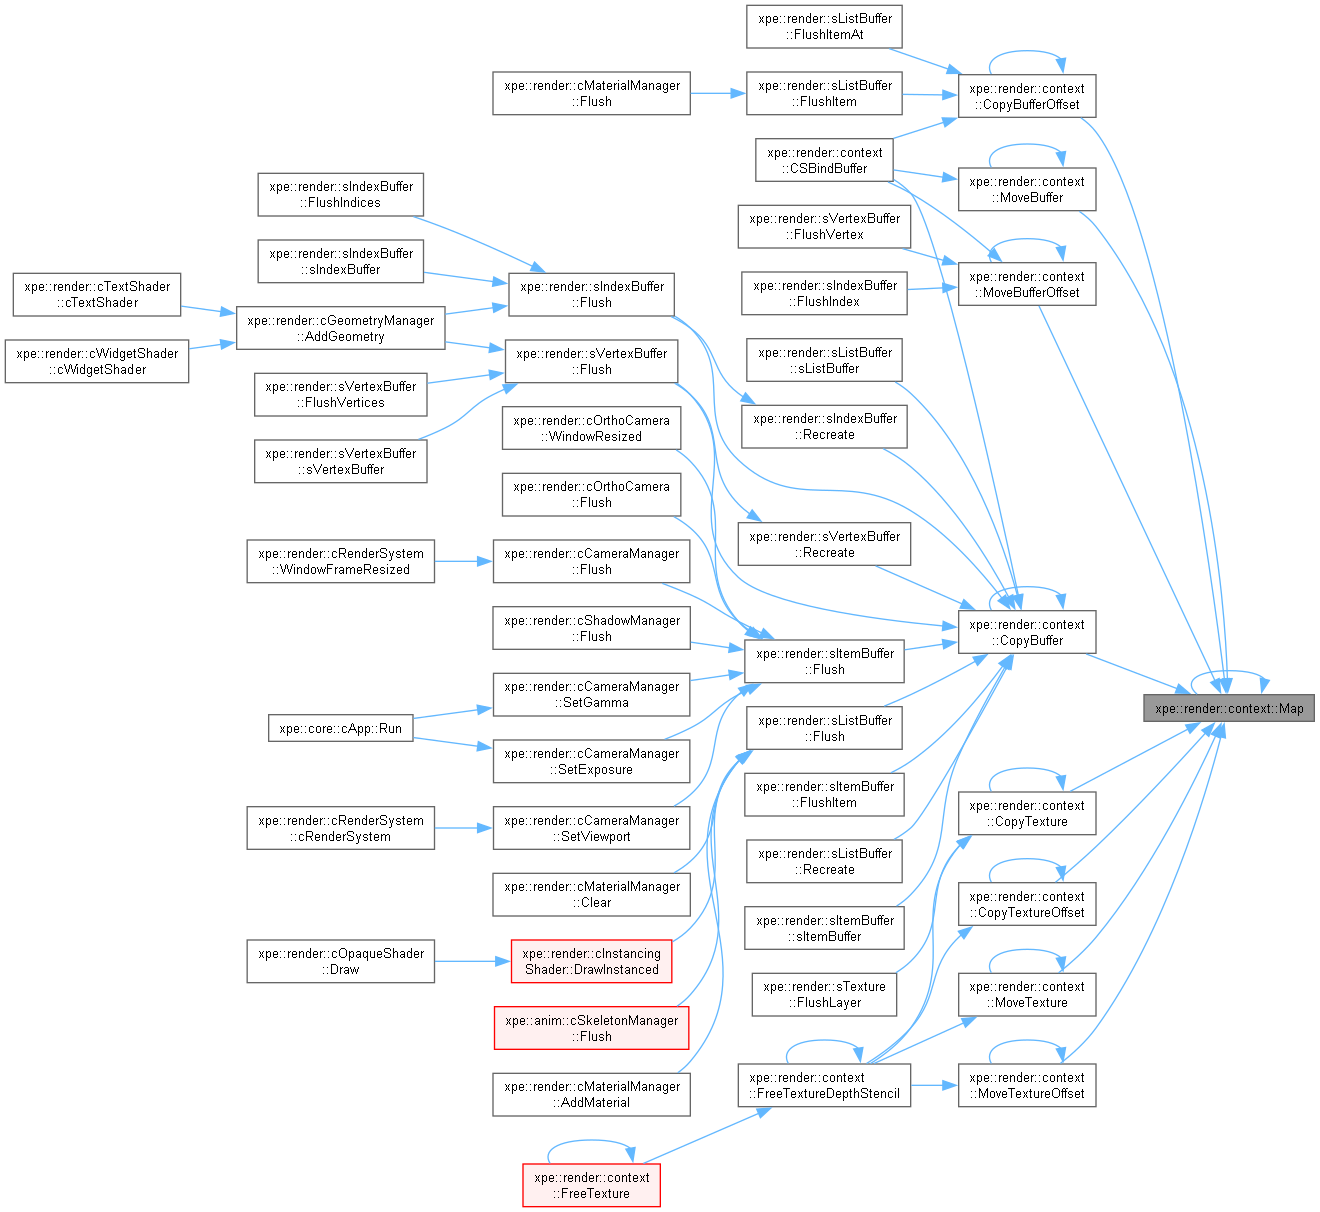 xpe::render::sListBuffer
::FlushItemAt
xpe::render::cMaterialManager
::Flush
xpe::render::sListBuffer
::FlushItem
xpe::render::context
::CopyBufferOffset
xpe::render::context
::CSBindBuffer
xpe::render::context
::MoveBuffer
xpe::render::sIndexBuffer
::FlushIndices
xpe::render::sVertexBuffer
::FlushVertex
xpe::render::sIndexBuffer
::sIndexBuffer
xpe::render::context
::MoveBufferOffset
xpe::render::cTextShader
::cTextShader
xpe::render::sIndexBuffer
::Flush
xpe::render::sIndexBuffer
::FlushIndex
xpe::render::cGeometryManager
::AddGeometry
xpe::render::cWidgetShader
::cWidgetShader
xpe::render::sVertexBuffer
::Flush
xpe::render::sListBuffer
::sListBuffer
xpe::render::sVertexBuffer
::FlushVertices
xpe::render::cOrthoCamera
::WindowResized
xpe::render::sIndexBuffer
::Recreate
xpe::render::sVertexBuffer
::sVertexBuffer
xpe::render::cOrthoCamera
::Flush
xpe::render::cRenderSystem
::WindowFrameResized
xpe::render::cCameraManager
::Flush
xpe::render::sVertexBuffer
::Recreate
xpe::render::cShadowManager
::Flush
xpe::render::context
::CopyBuffer
xpe::render::sItemBuffer
::Flush
xpe::render::cCameraManager
::SetGamma
xpe::render::context::Map
xpe::core::cApp::Run
xpe::render::sListBuffer
::Flush
xpe::render::cCameraManager
::SetExposure
xpe::render::sItemBuffer
::FlushItem
xpe::render::context
::CopyTexture
xpe::render::cRenderSystem
::cRenderSystem
xpe::render::cCameraManager
::SetViewport
xpe::render::sListBuffer
::Recreate
xpe::render::cMaterialManager
::Clear
xpe::render::context
::CopyTextureOffset
xpe::render::sItemBuffer
::sItemBuffer
xpe::render::cOpaqueShader
::Draw
xpe::render::cInstancing
Shader::DrawInstanced
xpe::render::sTexture
::FlushLayer
xpe::render::context
::MoveTexture
xpe::anim::cSkeletonManager
::Flush
xpe::render::cMaterialManager
::AddMaterial
xpe::render::context
::FreeTextureDepthStencil
xpe::render::context
::MoveTextureOffset
xpe::render::context
::FreeTexture